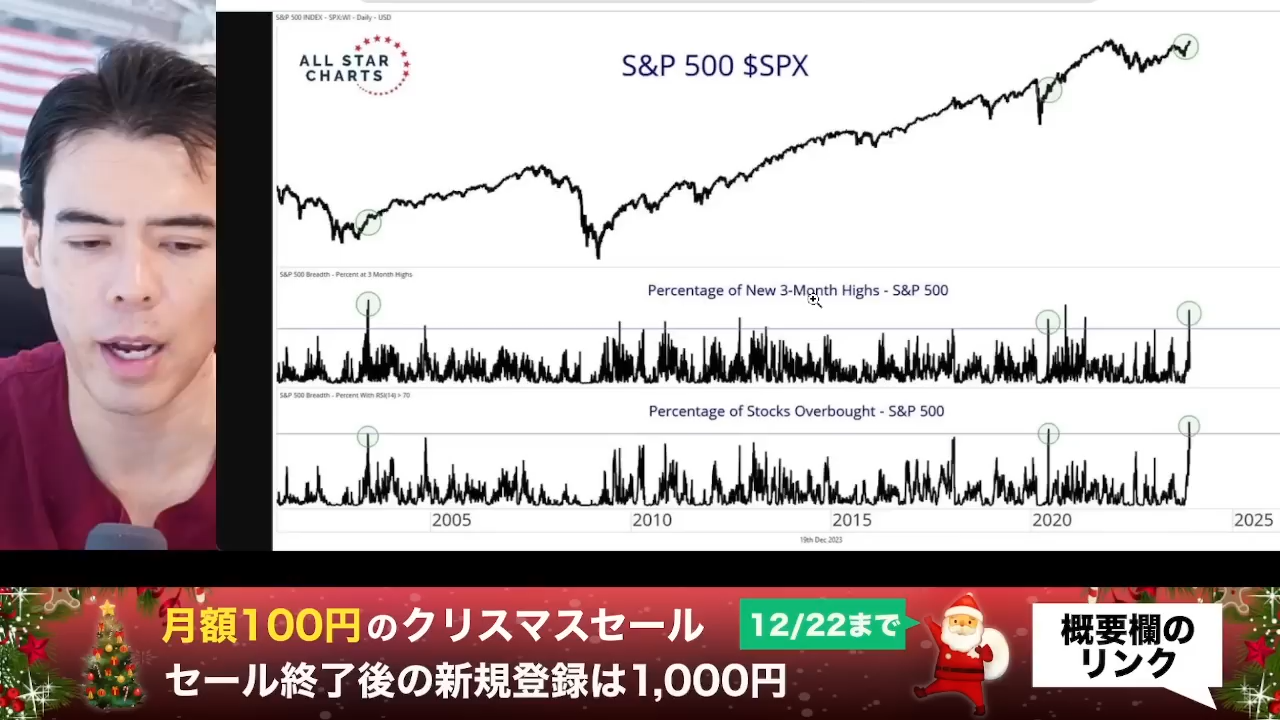 S&P 500 INDEX - SPX:WI - Daily - USD
ALL STAR
CHARTS
S&P 500 $SPX
S&P 500 Breadth - Percent at 3 Month Highs
Percentage of New 3-Month Highs - S&P 500
S&P 500 Breadth - Percent With RSI(14) > 70
Percentage of Stocks Overbought - S&P 500
2005 2010 2015 2020 2025
19th Dec 2023
月額100円のクリスマスセール 12/22まで
セール終了後の新規登録は1,000円
概要欄の
リンク